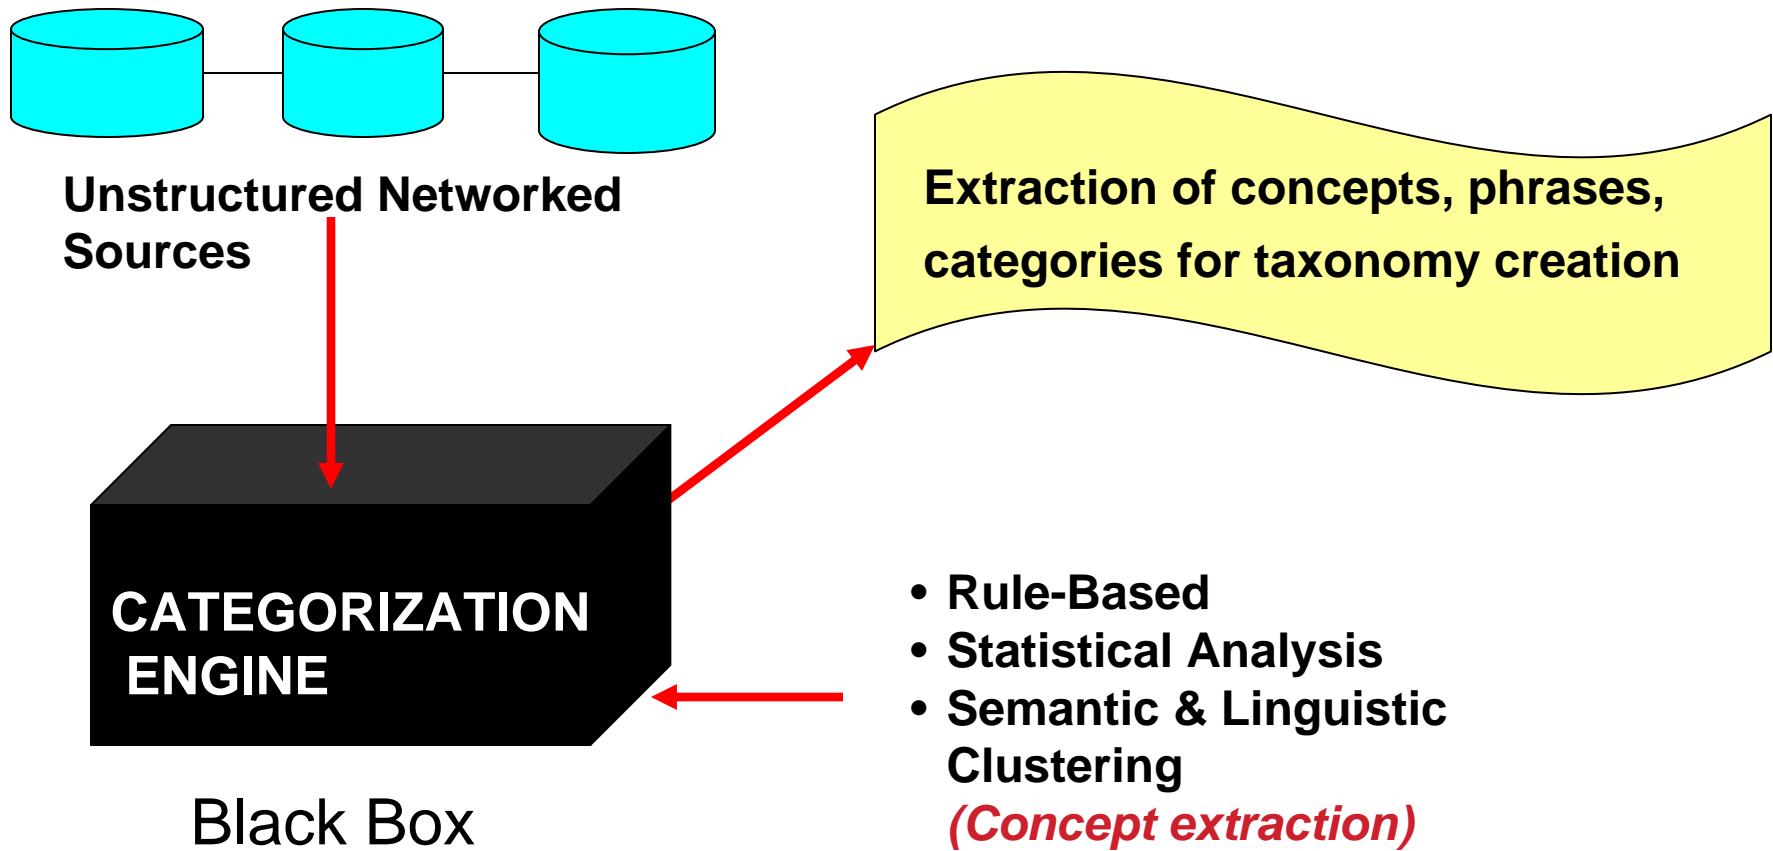 Unstructured Networked
Sources
Extraction of concepts, phrases,
categories for taxonomy creation
CATEGORIZATION
ENGINE
Black Box
• Rule-Based
• Statistical Analysis
• Semantic & Linguistic
Clustering
(Concept extraction)